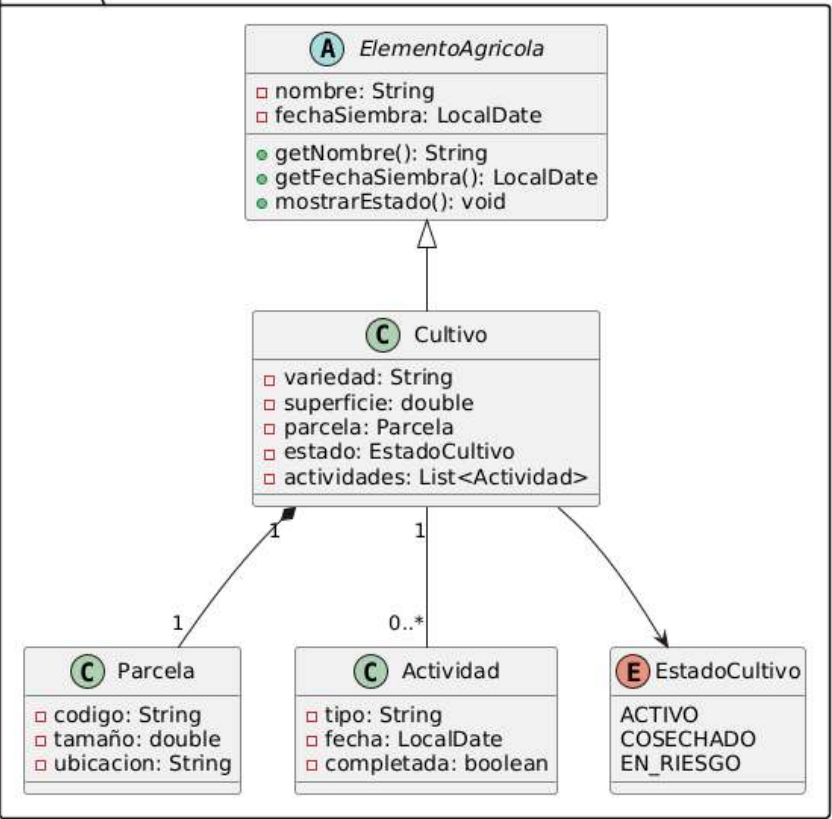 A ElementoAgricola
nombre: String
fechaSiembra: LocalDate
getNombre(): String
getFechaSiembra(): LocalDate
mostrarEstado(): void
C Cultivo
variedad: String
superficie: double
parcela: Parcela
estado: EstadoCultivo
actividades: List<Actividad>
1
1
1
0..*
C Parcela
codigo: String
tamaño: double
ubicacion: String
C Actividad
tipo: String
fecha: LocalDate
completada: boolean
E EstadoCultivo
ACTIVO
COSECHADO
EN_RIESGO